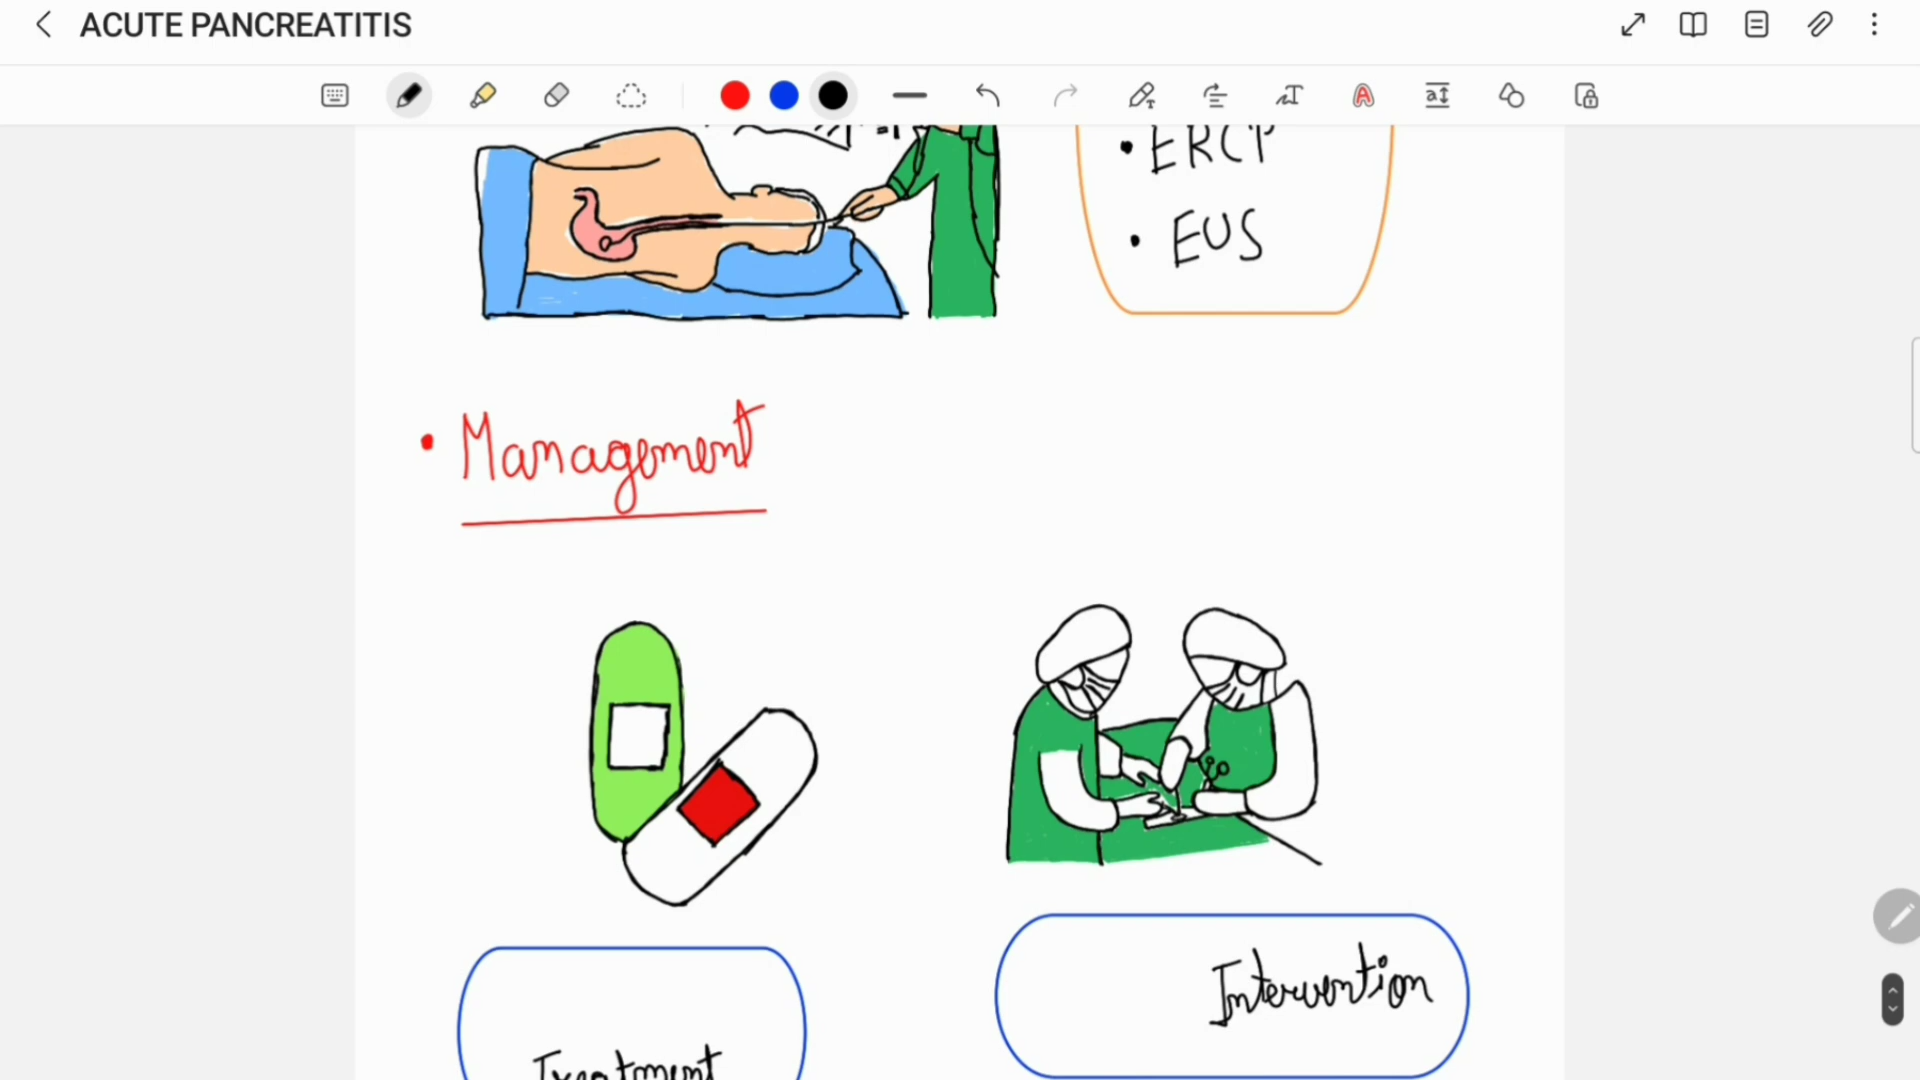 ACUTE PANCREATITIS
• ERCP
• EUS
• Management
Intervention
Treatment